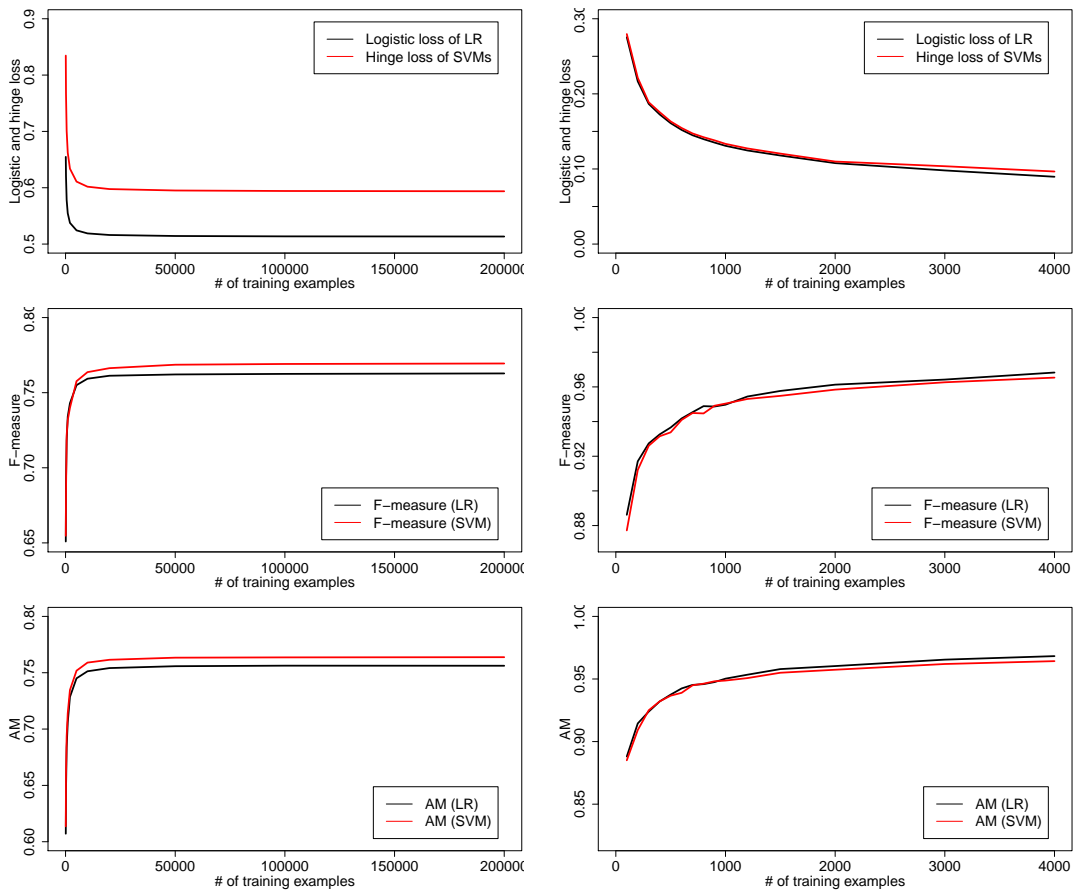 0.9
0.8
0.7
0.6
0.5
Logistic and hinge loss
Logistic loss of LR
Hinge loss of SVMs
0 50000 100000 150000 200000
# of training examples
0.30
0.20
0.10
0.00
Logistic and hinge loss
Logistic loss of LR
Hinge loss of SVMs
0 1000 2000 3000 4000
# of training examples
0.80
0.75
0.70
0.65
F−measure
F−measure (LR)
F−measure (SVM)
0 50000 100000 150000 200000
# of training examples
1.00
0.96
0.92
0.88
F−measure
F−measure (LR)
F−measure (SVM)
0 1000 2000 3000 4000
# of training examples
0.80
0.75
0.70
0.65
0.60
AM
AM (LR)
AM (SVM)
0 50000 100000 150000 200000
# of training examples
1.00
0.95
0.90
0.85
AM
AM (LR)
AM (SVM)
0 1000 2000 3000 4000
# of training examples